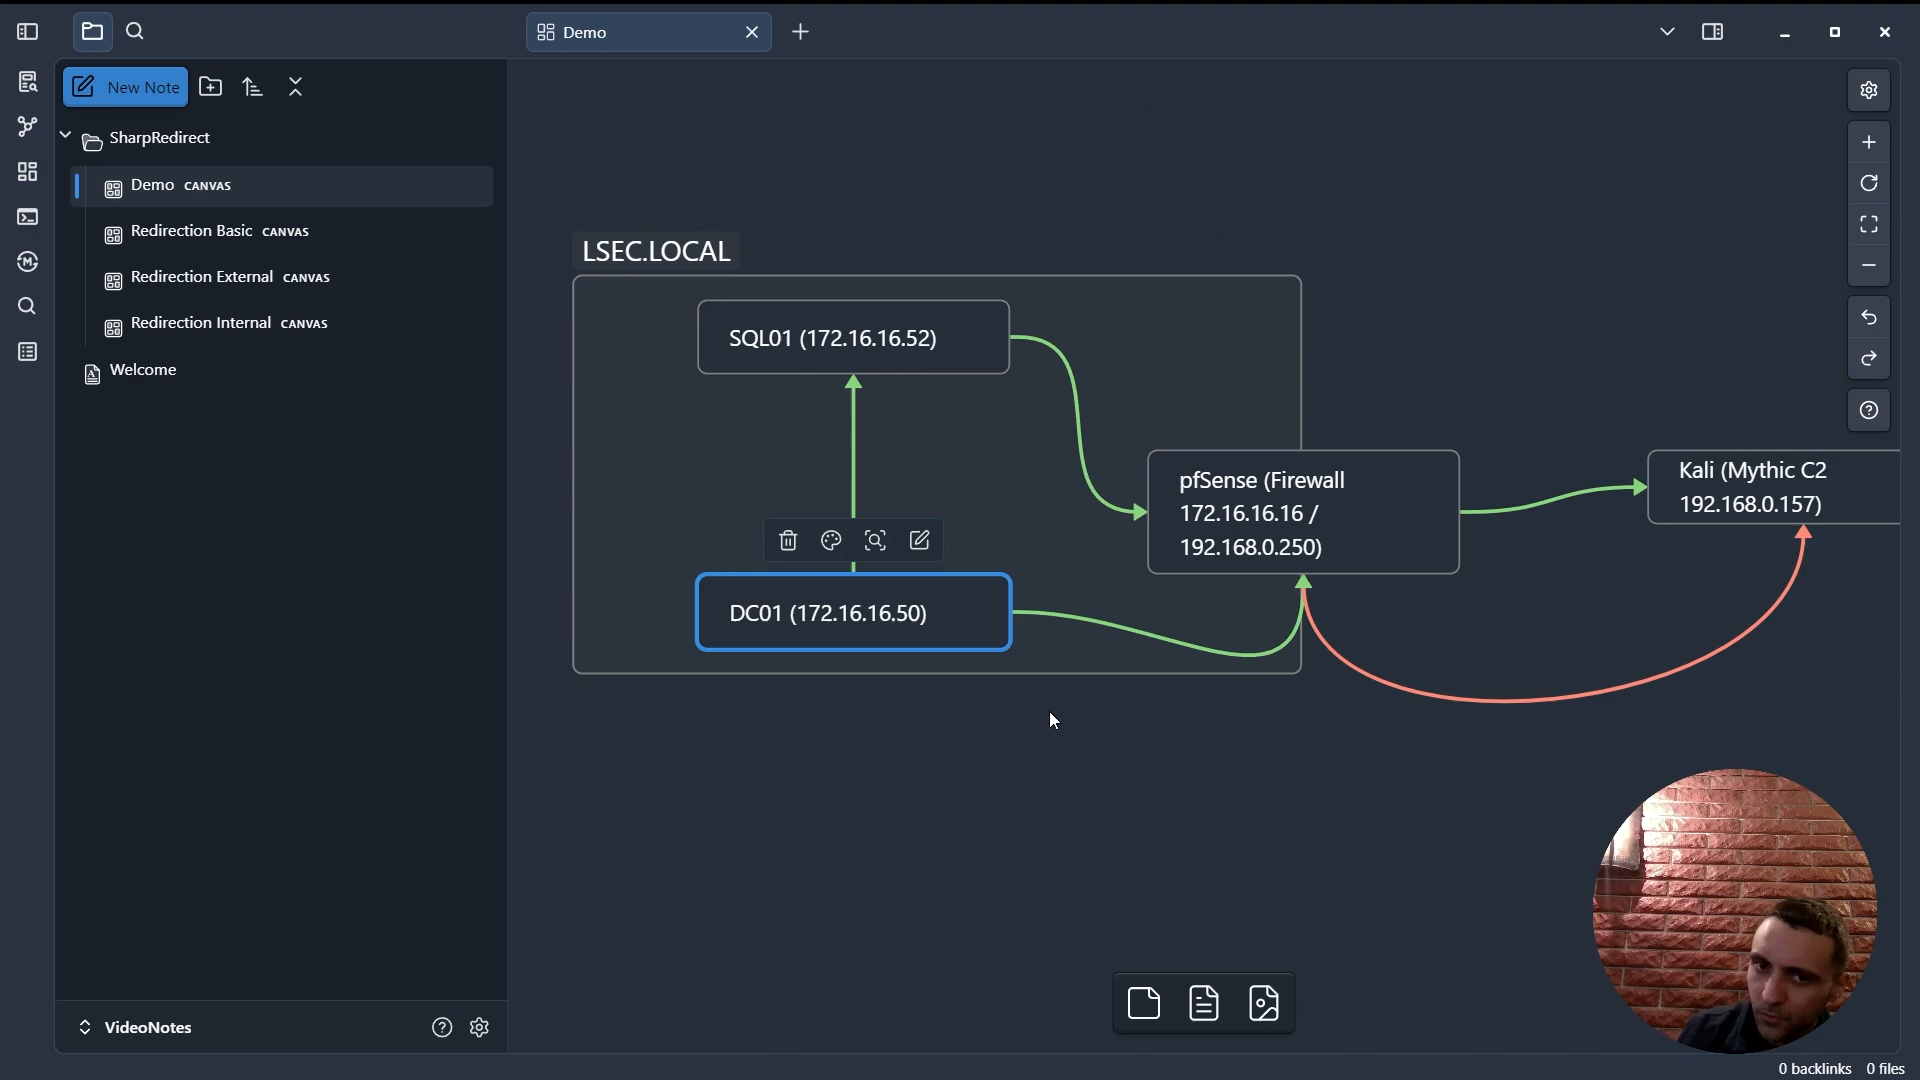 Demo
New Note
SharpRedirect
Demo CANVAS
Redirection Basic CANVAS
Redirection External CANVAS
Redirection Internal CANVAS
Welcome
LSEC.LOCAL
SQL01 (172.16.16.52)
DC01 (172.16.16.50)
pfSense (Firewall
172.16.16.16 /
192.168.0.250)
Kali (Mythic C2
192.168.0.157)
VideoNotes
0 backlinks 0 files